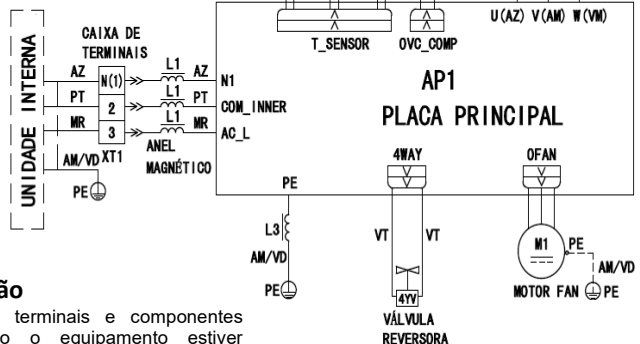 U(AZ) V(AM) W(VM)
T_SENSOR OVC_COMP
CAIXA DE
TERMINAIS
L1
AZ N(1) AZ N1
L1
PT 2 PT COM_INNER
L1
MR 3 MR AC_L
AM/VD XT1
ANEL
MAGNÉTICO
PE
UNIDADE INTERNA
AP1
PLACA PRINCIPAL
4WAY OFAN
PE
L3
AM/VD
PE
VT VT
4YV
VÁLVULA
REVERSORA
M1
PE
AM/VD
MOTOR FAN PE
ão
terminais e componentes
o o equipamento estiver